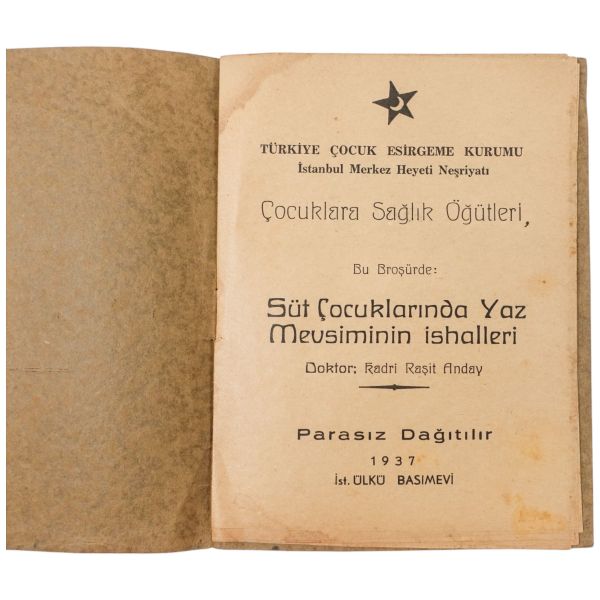 TÜRKİYE ÇOCUK ESİRGEME KURUMU
İstanbul Merkez Heyeti Neşriyatı
Çocuklara Sağlık Öğütleri,
Bu Broşürde:
Süt Çocuklarında Yaz
Mevsiminin ishalleri
Doktor: Kadri Raşit Anday
Parasız Dağıtılır
1937
İst. ÜLKÜ BASIMEVİ